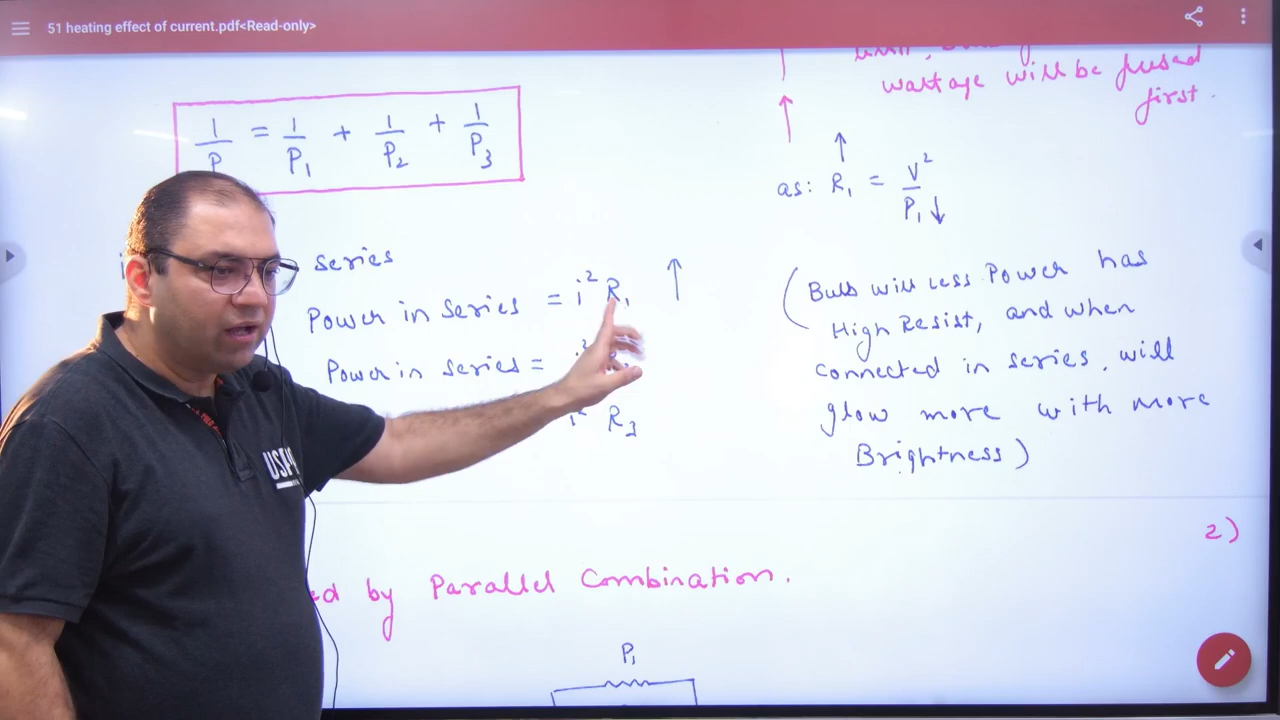 51 heating effect of current.pdf<Read-only>
wattage will be fused
first.
1/P = 1/P1 + 1/P2 + 1/P3
as: R1 = V²/P1 ↓
series
Power in series = i² R1 ↑
Power in series =
i² R3
(Bulb will less Power has
High Resist, and when
connected in series, will
glow more with more
Brightness)
2)
ed by Parallel Combination.
P1